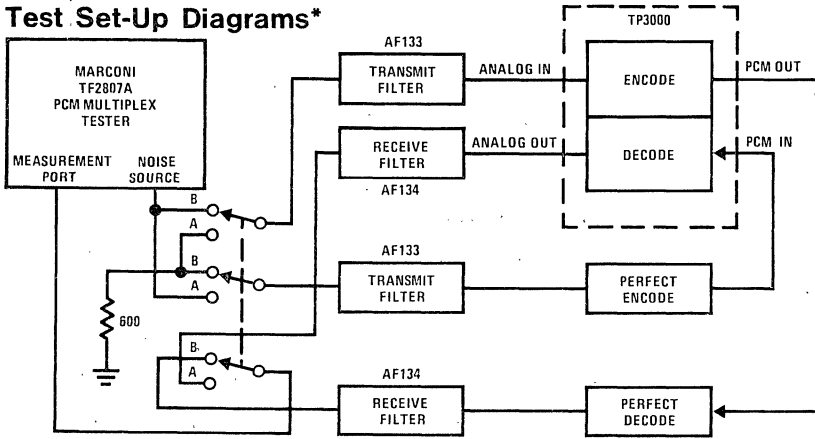 Test Set-Up Diagrams*
MARCONI
TF2807A
PCM MULTIPLEX
TESTER
MEASUREMENT
PORT
NOISE
SOURCE
AF133
TRANSMIT
FILTER
ANALOG IN
TP3000
ENCODE
PCM OUT
RECEIVE
FILTER
AF134
ANALOG OUT
DECODE
PCM IN
B
A
B
A
600
AF133
TRANSMIT
FILTER
PERFECT
ENCODE
B
A
AF134
RECEIVE
FILTER
PERFECT
DECODE